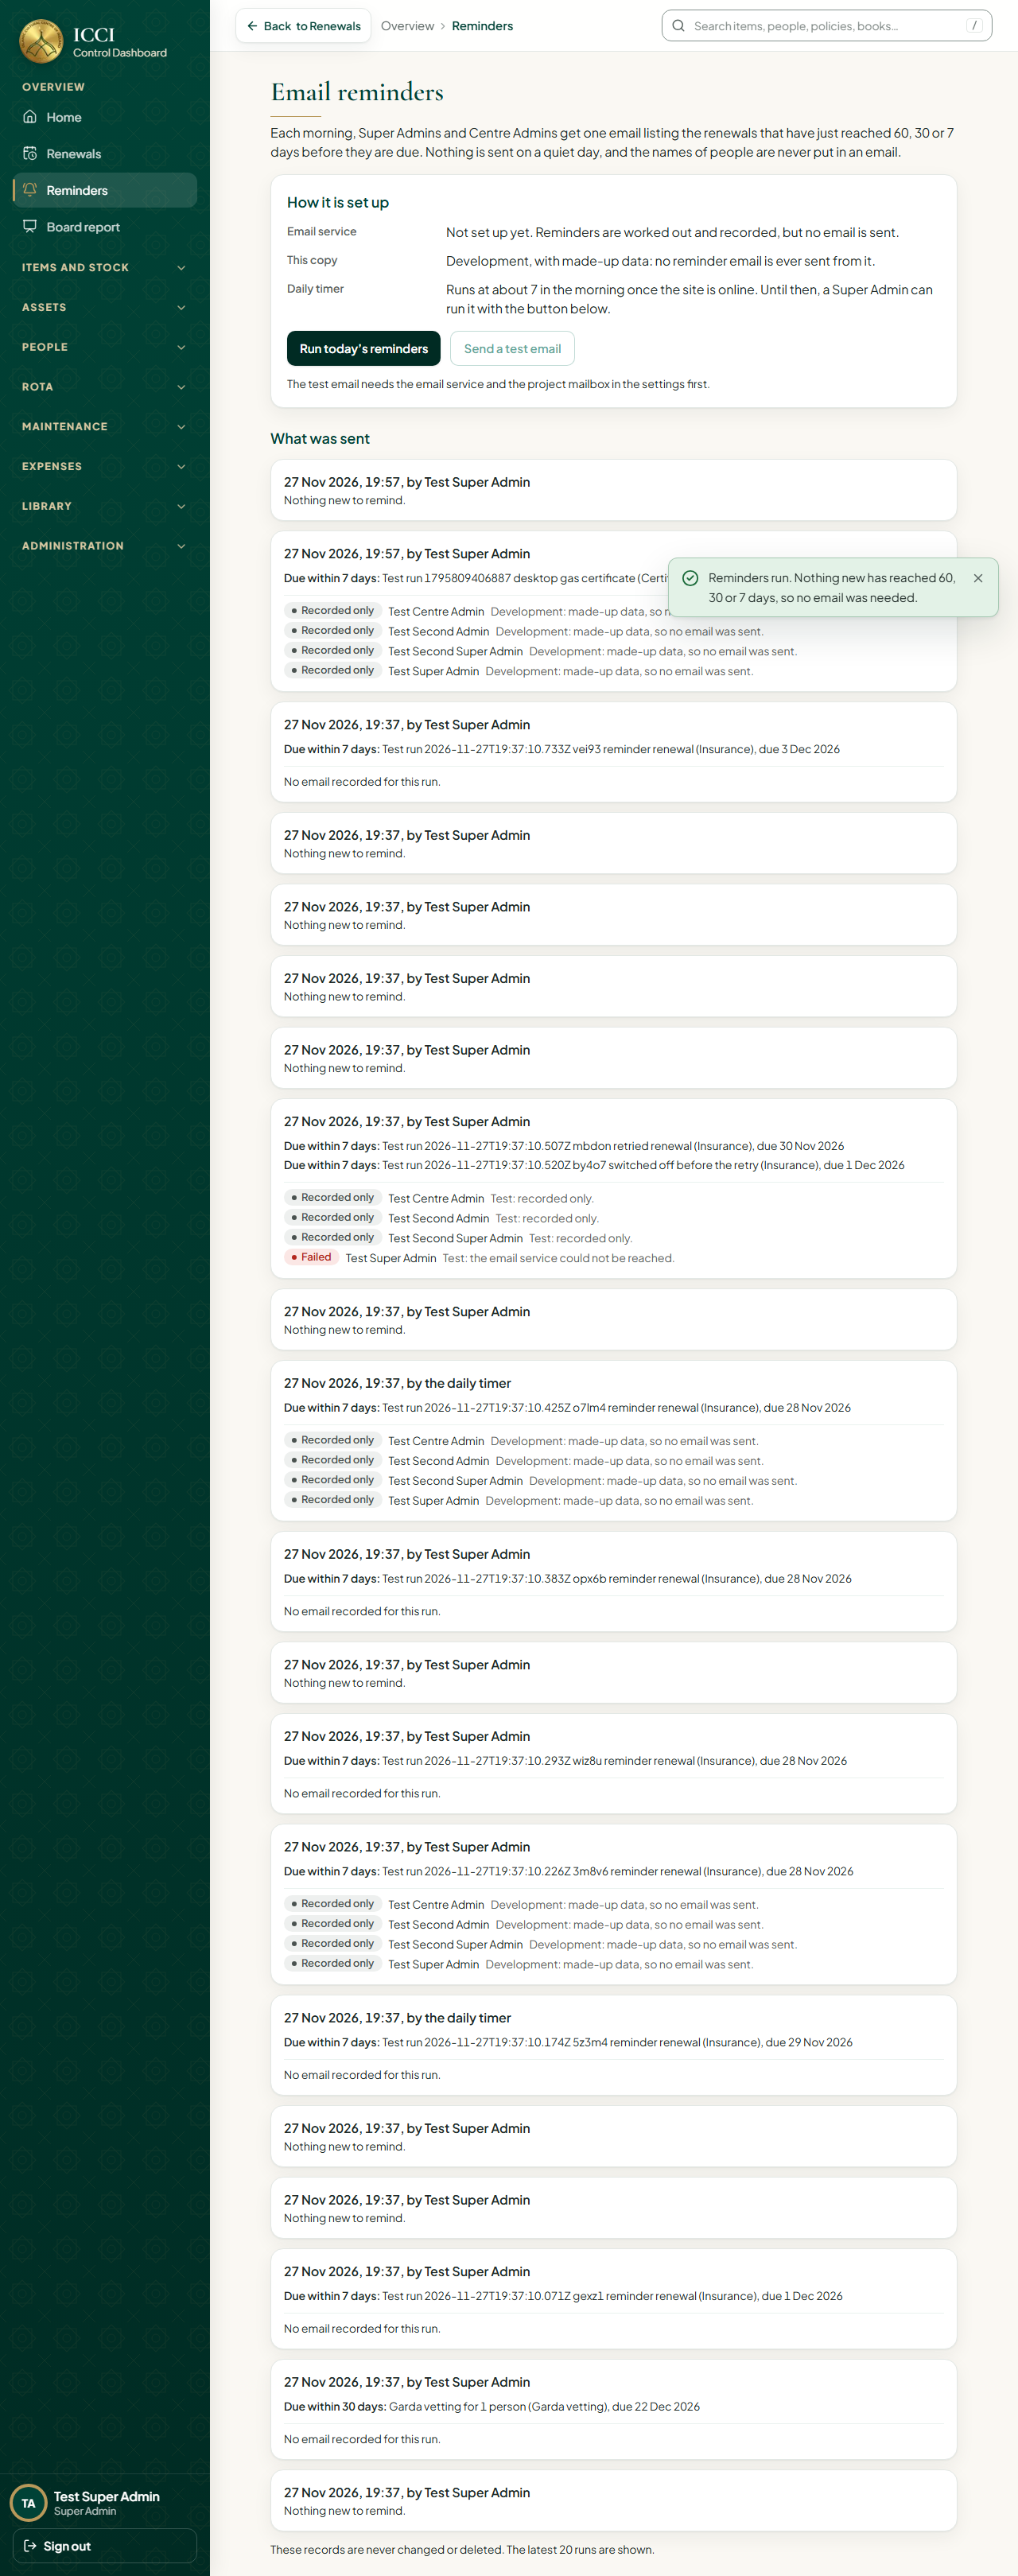 ICCI
Control Dashboard
OVERVIEW
Home
Renewals
Reminders
Board report
ITEMS AND STOCK
ASSETS
PEOPLE
ROTA
MAINTENANCE
EXPENSES
LIBRARY
ADMINISTRATION
TA
Test Super Admin
Super Admin
Sign out
Back to Renewals
Overview
Reminders
Search items, people, policies, books...
/
Email reminders
Each morning, Super Admins and Centre Admins get one email listing the renewals that have just reached 60, 30 or 7
days before they are due. Nothing is sent on a quiet day, and the names of people are never put in an email.
How it is set up
Email service
Not set up yet. Reminders are worked out and recorded, but no email is sent.
This copy
Development, with made-up data: no reminder email is ever sent from it.
Daily timer
Runs at about 7 in the morning once the site is online. Until then, a Super Admin can
run it with the button below.
Run today's reminders
Send a test email
The test email needs the email service and the project mailbox in the settings first.
What was sent
27 Nov 2026, 19:57, by Test Super Admin
Nothing new to remind.
27 Nov 2026, 19:57, by Test Super Admin
Due within 7 days: Test run 1795809406887 desktop gas certificate
Reminders run. Nothing new has reached 60,
30 or 7 days, so no email was needed.
Recorded only Test Centre Admin Development: made-up data, so
Recorded only Test Second Admin Development: made-up data, so no email was sent.
Recorded only Test Second Super Admin Development: made-up data, so no email was sent.
Recorded only Test Super Admin Development: made-up data, so no email was sent.
27 Nov 2026, 19:37, by Test Super Admin
Due within 7 days: Test run 2026-11-27T19:37:10.733Z vei93 reminder renewal (Insurance), due 3 Dec 2026
No email recorded for this run.
27 Nov 2026, 19:37, by Test Super Admin
Nothing new to remind.
27 Nov 2026, 19:37, by Test Super Admin
Nothing new to remind.
27 Nov 2026, 19:37, by Test Super Admin
Nothing new to remind.
27 Nov 2026, 19:37, by Test Super Admin
Nothing new to remind.
27 Nov 2026, 19:37, by Test Super Admin
Due within 7 days: Test run 2026-11-27T19:37:10.507Z mbdon retried renewal (Insurance), due 30 Nov 2026
Due within 7 days: Test run 2026-11-27T19:37:10.520Z by4o7 switched off before the retry (Insurance), due 1 Dec 2026
Recorded only Test Centre Admin Test: recorded only.
Recorded only Test Second Admin Test: recorded only.
Recorded only Test Second Super Admin Test: recorded only.
Failed Test Super Admin Test: the email service could not be reached.
27 Nov 2026, 19:37, by Test Super Admin
Nothing new to remind.
27 Nov 2026, 19:37, by the daily timer
Due within 7 days: Test run 2026-11-27T19:37:10.425Z o7lm4 reminder renewal (Insurance), due 28 Nov 2026
Recorded only Test Centre Admin Development: made-up data, so no email was sent.
Recorded only Test Second Admin Development: made-up data, so no email was sent.
Recorded only Test Second Super Admin Development: made-up data, so no email was sent.
Recorded only Test Super Admin Development: made-up data, so no email was sent.
27 Nov 2026, 19:37, by Test Super Admin
Due within 7 days: Test run 2026-11-27T19:37:10.383Z opx6b reminder renewal (Insurance), due 28 Nov 2026
No email recorded for this run.
27 Nov 2026, 19:37, by Test Super Admin
Nothing new to remind.
27 Nov 2026, 19:37, by Test Super Admin
Due within 7 days: Test run 2026-11-27T19:37:10.293Z wiz8u reminder renewal (Insurance), due 28 Nov 2026
No email recorded for this run.
27 Nov 2026, 19:37, by Test Super Admin
Due within 7 days: Test run 2026-11-27T19:37:10.226Z 3m8v6 reminder renewal (Insurance), due 28 Nov 2026
Recorded only Test Centre Admin Development: made-up data, so no email was sent.
Recorded only Test Second Admin Development: made-up data, so no email was sent.
Recorded only Test Second Super Admin Development: made-up data, so no email was sent.
Recorded only Test Super Admin Development: made-up data, so no email was sent.
27 Nov 2026, 19:37, by the daily timer
Due within 7 days: Test run 2026-11-27T19:37:10.174Z 5z3m4 reminder renewal (Insurance), due 29 Nov 2026
No email recorded for this run.
27 Nov 2026, 19:37, by Test Super Admin
Nothing new to remind.
27 Nov 2026, 19:37, by Test Super Admin
Nothing new to remind.
27 Nov 2026, 19:37, by Test Super Admin
Due within 7 days: Test run 2026-11-27T19:37:10.071Z gexz1 reminder renewal (Insurance), due 1 Dec 2026
No email recorded for this run.
27 Nov 2026, 19:37, by Test Super Admin
Due within 30 days: Garda vetting for 1 person (Garda vetting), due 22 Dec 2026
No email recorded for this run.
27 Nov 2026, 19:37, by Test Super Admin
Nothing new to remind.
These records are never changed or deleted. The latest 20 runs are shown.